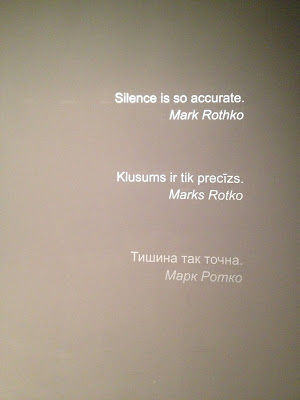 Silence is so accurate.
Mark Rothko
Klusums ir tik precīzs.
Marks Rotko
Тишина так точна.
Марк Ротко